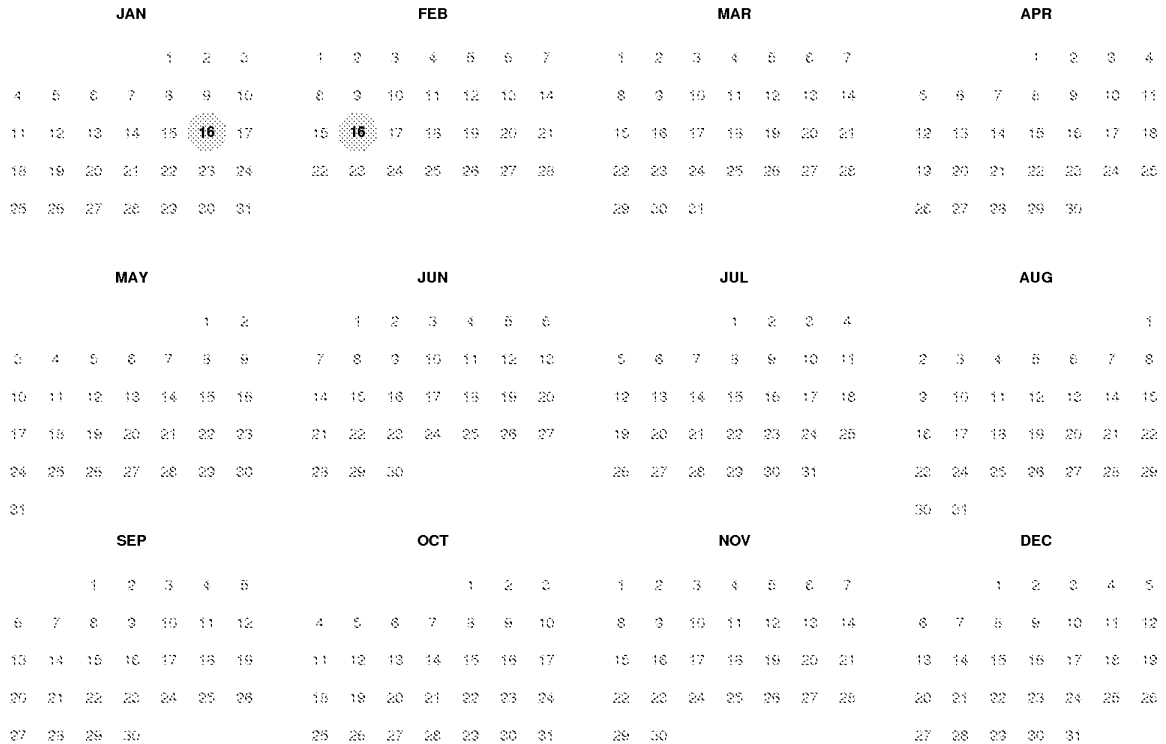 JAN FEB MAR APR
1 2 3 1 2 3 4 5 6 7 1 2 3 4 5 6 7 1 2 3 4
4 5 6 7 8 9 10 8 9 10 11 12 13 14 8 9 10 11 12 13 14 5 6 7 8 9 10 11
11 12 13 14 15 16 17 15 16 17 18 19 20 21 15 16 17 18 19 20 21 12 13 14 15 16 17 18
18 19 20 21 22 23 24 22 23 24 25 26 27 28 22 23 24 25 26 27 28 19 20 21 22 23 24 25
25 26 27 28 29 30 31 29 30 31 26 27 28 29 30
MAY JUN JUL AUG
1 2 1 2 3 4 5 6 1 2 3 4 1
3 4 5 6 7 8 9 7 8 9 10 11 12 13 5 6 7 8 9 10 11 2 3 4 5 6 7 8
10 11 12 13 14 15 16 14 15 16 17 18 19 20 12 13 14 15 16 17 18 9 10 11 12 13 14 15
17 18 19 20 21 22 23 21 22 23 24 25 26 27 19 20 21 22 23 24 25 16 17 18 19 20 21 22
24 25 26 27 28 29 30 28 29 30 26 27 28 29 30 31 23 24 25 26 27 28 29
31 30 31
SEP OCT NOV DEC
1 2 3 4 5 1 2 3 1 2 3 4 5 6 7 1 2 3 4 5
6 7 8 9 10 11 12 4 5 6 7 8 9 10 8 9 10 11 12 13 14 6 7 8 9 10 11 12
13 14 15 16 17 18 19 11 12 13 14 15 16 17 15 16 17 18 19 20 21 13 14 15 16 17 18 19
20 21 22 23 24 25 26 18 19 20 21 22 23 24 22 23 24 25 26 27 28 20 21 22 23 24 25 26
27 28 29 30 25 26 27 28 29 30 31 29 30 27 28 29 30 31